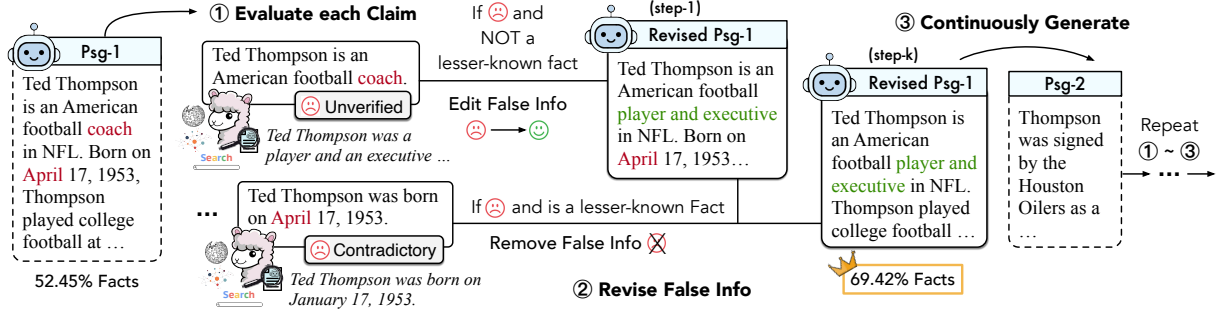 Psg-1
Ted Thompson
is an American
football coach
in NFL. Born on
April 17, 1953,
Thompson
played college
football at …
52.45% Facts
① Evaluate each Claim
Ted Thompson is an
American football coach.
Unverified
Search
Ted Thompson was a
player and an executive …
If and
NOT a
lesser-known fact
Edit False Info
(step-1)
Revised Psg-1
Ted Thompson is an
American football
player and executive
in NFL. Born on
April 17, 1953…
...
Ted Thompson was born
on April 17, 1953.
Contradictory
Search
Ted Thompson was born on
January 17, 1953.
If and is a lesser-known Fact
Remove False Info
② Revise False Info
③ Continuously Generate
(step-k)
Revised Psg-1
Ted Thompson is
an American
football player and
executive in NFL.
Thompson played
college football …
69.42% Facts
Psg-2
Thompson
was signed
by the
Houston
Oilers as a
...
Repeat
① ~ ③
...